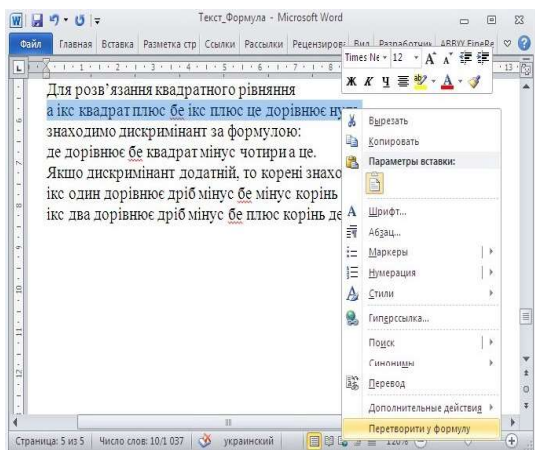 Текст_Формула - Microsoft Word
Файл Главная Вставка Разметка стр Ссылки Рассылки Рецензиров Вид Разработчик ABBYY FineRe
Times Ne 12
Ж К Ч
Для розв’язання квадратного рівняння
а ікс квадрат плюс бе ікс плюс це дорівнює нулю
знаходимо дискримінант за формулою:
де дорівнює бе квадрат мінус чотири а це.
Якщо дискримінант додатній, то корені знахо
ікс один дорівнює дріб мінус бе мінус корінь
ікс два дорівнює дріб мінус бе плюс корінь де
Вырезать
Копировать
Параметры вставки:
Шрифт...
Абзац...
Маркеры
Нумерация
Стили
Гиперссылка...
Поиск
Синонимы
Перевод
Дополнительные действия
Перетворити у формулу
Страница: 5 из 5 Число слов: 10/1 037 украинский 120%